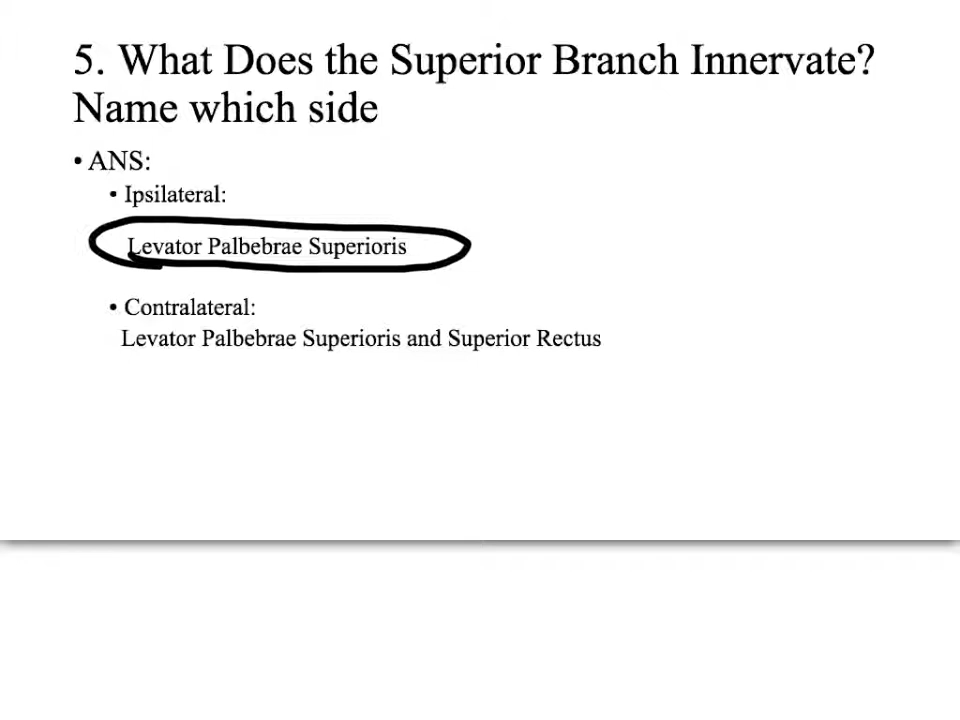 5. What Does the Superior Branch Innervate?
Name which side
• ANS:
• Ipsilateral:
Levator Palbebrae Superioris
• Contralateral:
Levator Palbebrae Superioris and Superior Rectus